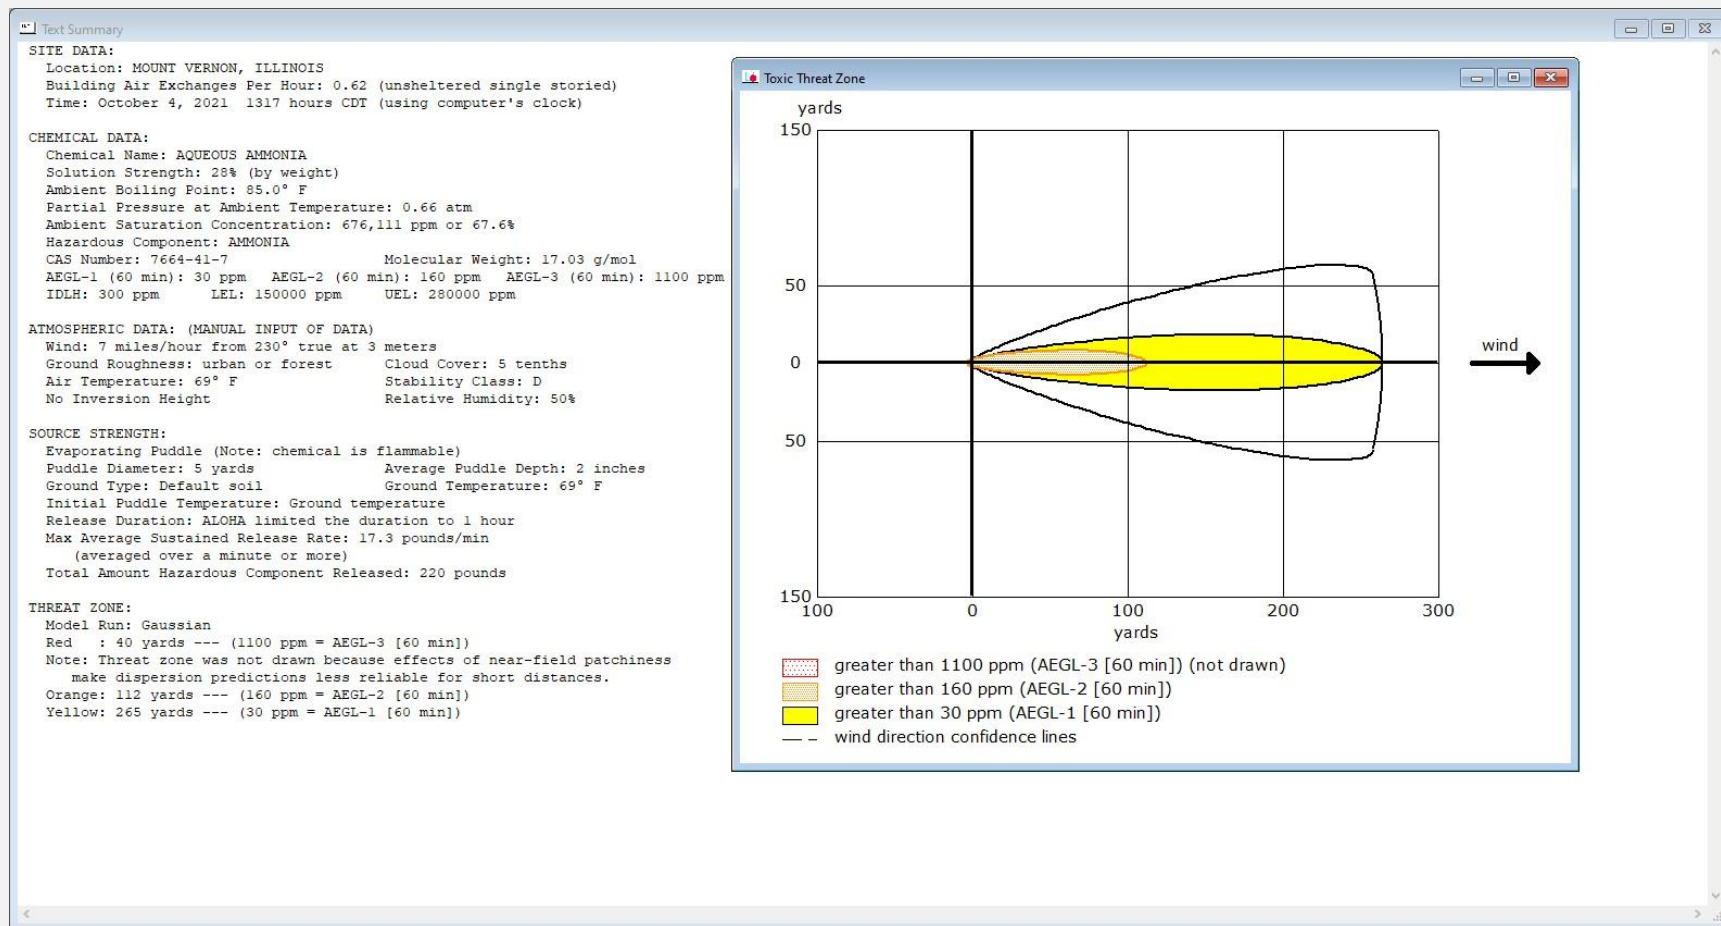 Text Summary
SITE DATA:
Location: MOUNT VERNON, ILLINOIS
Building Air Exchanges Per Hour: 0.62 (unsheltered single storied)
Time: October 4, 2021 1317 hours CDT (using computer's clock)
CHEMICAL DATA:
Chemical Name: AQUEOUS AMMONIA
Solution Strength: 28% (by weight)
Ambient Boiling Point: 85.0° F
Partial Pressure at Ambient Temperature: 0.66 atm
Ambient Saturation Concentration: 676,111 ppm or 67.6%
Hazardous Component: AMMONIA
CAS Number: 7664-41-7 Molecular Weight: 17.03 g/mol
AEGL-1 (60 min): 30 ppm AEGL-2 (60 min): 160 ppm AEGL-3 (60 min): 1100 ppm
IDLH: 300 ppm LEL: 150000 ppm UEL: 280000 ppm
ATMOSPHERIC DATA: (MANUAL INPUT OF DATA)
Wind: 7 miles/hour from 230° true at 3 meters
Ground Roughness: urban or forest Cloud Cover: 5 tenths
Air Temperature: 69° F Stability Class: D
No Inversion Height Relative Humidity: 50%
SOURCE STRENGTH:
Evaporating Puddle (Note: chemical is flammable)
Puddle Diameter: 5 yards Average Puddle Depth: 2 inches
Ground Type: Default soil Ground Temperature: 69° F
Initial Puddle Temperature: Ground temperature
Release Duration: ALOHA limited the duration to 1 hour
Max Average Sustained Release Rate: 17.3 pounds/min
(averaged over a minute or more)
Total Amount Hazardous Component Released: 220 pounds
THREAT ZONE:
Model Run: Gaussian
Red : 40 yards --- (1100 ppm = AEGL-3 [60 min])
Note: Threat zone was not drawn because effects of near-field patchiness
make dispersion predictions less reliable for short distances.
Orange: 112 yards --- (160 ppm = AEGL-2 [60 min])
Yellow: 265 yards --- (30 ppm = AEGL-1 [60 min])
Toxic Threat Zone
yards
150
50
0
50
150
wind
100 0 100 200 300
yards
greater than 1100 ppm (AEGL-3 [60 min]) (not drawn)
greater than 160 ppm (AEGL-2 [60 min])
greater than 30 ppm (AEGL-1 [60 min])
wind direction confidence lines